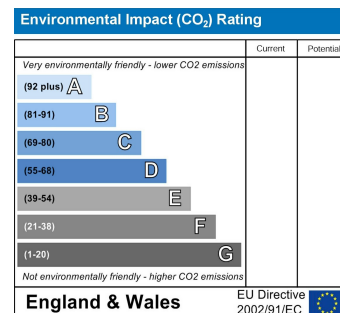 Environmental Impact (CO₂) Rating
Current Potential
Very environmentally friendly - lower CO2 emissions
(92 plus) A
(81-91) B
(69-80) C
(55-68) D
(39-54) E
(21-38) F
(1-20) G
Not environmentally friendly - higher CO2 emissions
England & Wales
EU Directive
2002/91/EC